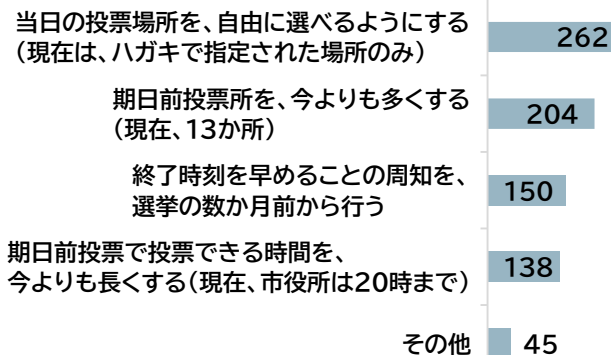 当日の投票場所を、自由に選べるようにする
（現在は、ハガキで指定された場所のみ）
262
期日前投票所を、今よりも多くする
（現在、13か所）
204
終了時刻を早めることの周知を、
選挙の数か月前から行う
150
期日前投票で投票できる時間を、
今よりも長くする（現在、市役所は20時まで）
138
その他
45